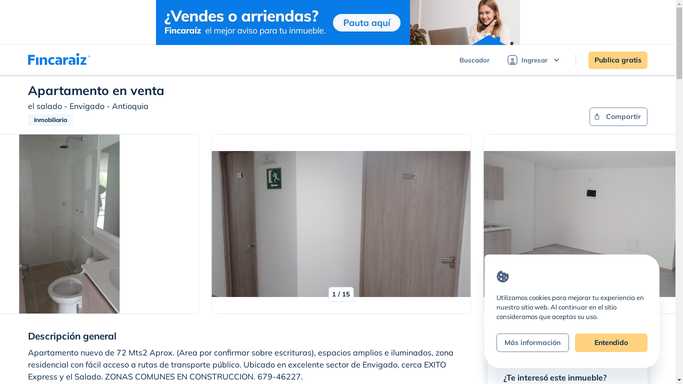 ¿Vendes o arriendas?
Fincaraíz el mejor aviso para tu inmueble.
Pauta aquí
Fincaraíz
Buscador
Ingresar
Publica gratis
Apartamento en venta
el salado - Envigado - Antioquia
Inmobiliaria
Compartir
1 / 15
Utilizamos cookies para mejorar tu experiencia en
nuestro sitio web. Al continuar en el sitio
consideramos que aceptas su uso.
Más información
Entendido
Descripción general
Apartamento nuevo de 72 Mts2 Aprox. (Area por confirmar sobre escrituras), espacios amplios e iluminados, zona
residencial con fácil acceso a rutas de transporte público. Ubicado en excelente sector de Envigado, cerca EXITO
Express y el Salado. ZONAS COMUNES EN CONSTRUCCION. 679-46227.
¿Te interesó este inmueble?